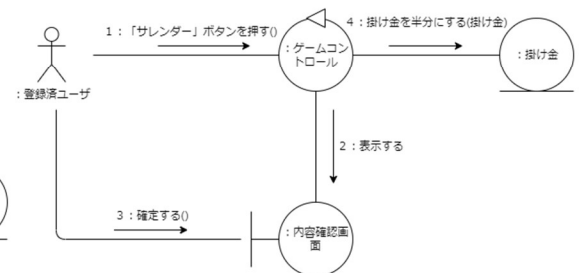 1：「サレンダー」ボタンを押す()
4：掛け金を半分にする(掛け金)
：ゲームコン
トロール
：掛け金
：登録済ユーザ
2：表示する
3：確定する()
：内容確認画
面